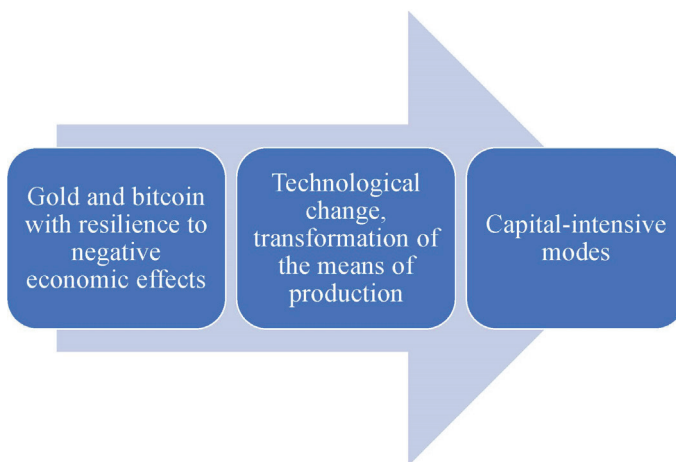 Gold and bitcoin
with resilience to
negative
economic effects
Technological
change,
transformation of
the means of
production
Capital-intensive
modes